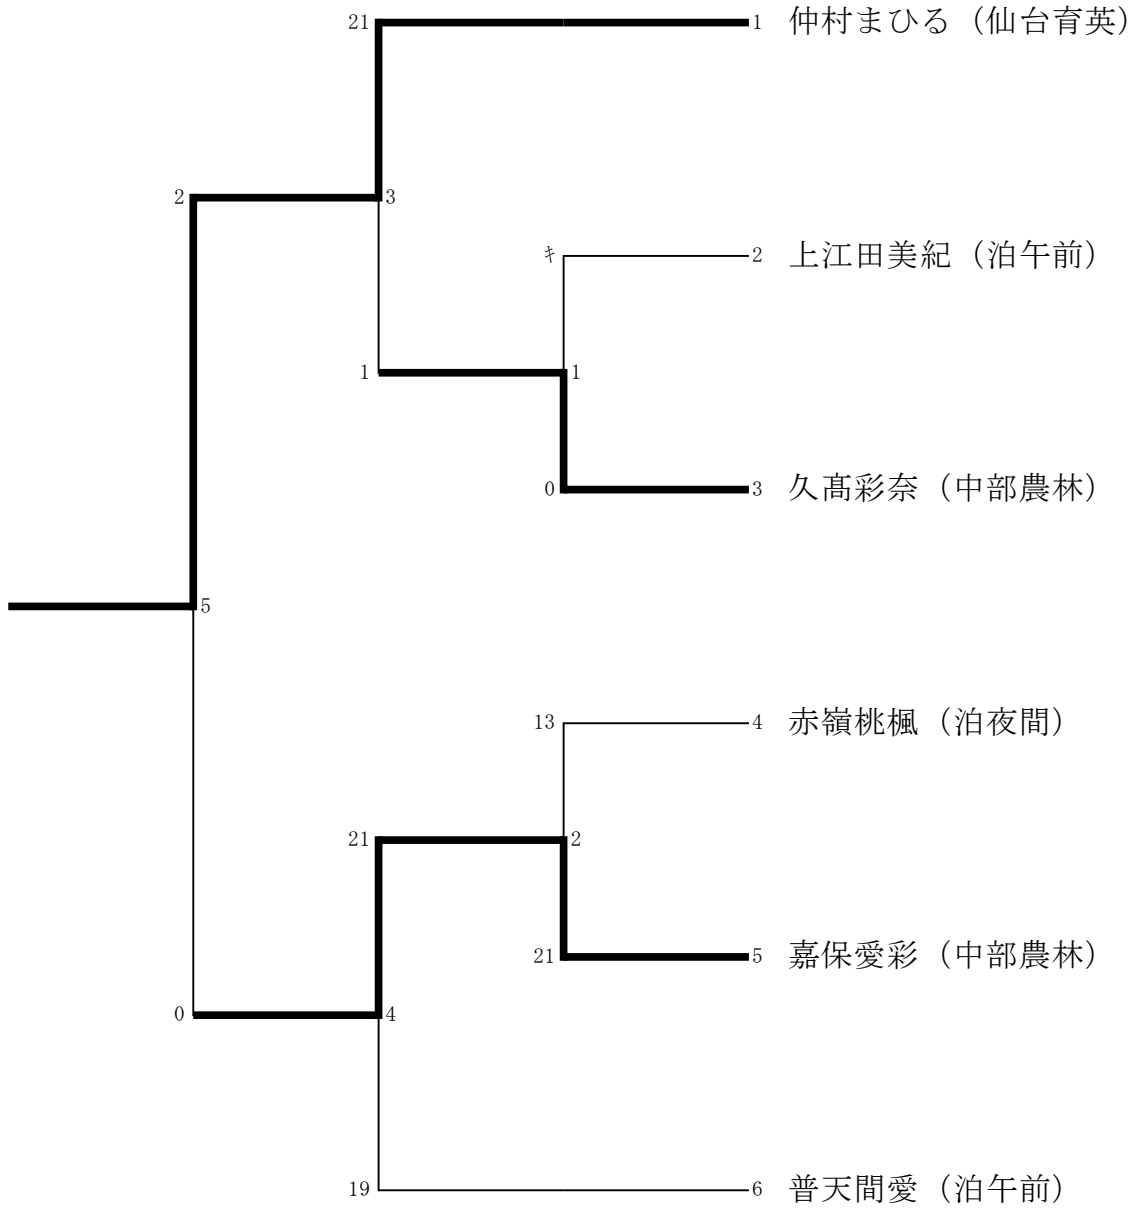 21 1 仲村まひる（仙台育英）
2 3
ｷ 2 上江田美紀（泊午前）
1 1
0 3 久髙彩奈（中部農林）
5
13 4 赤嶺桃楓（泊夜間）
21 2
21 5 嘉保愛彩（中部農林）
0 4
19 6 普天間愛（泊午前）